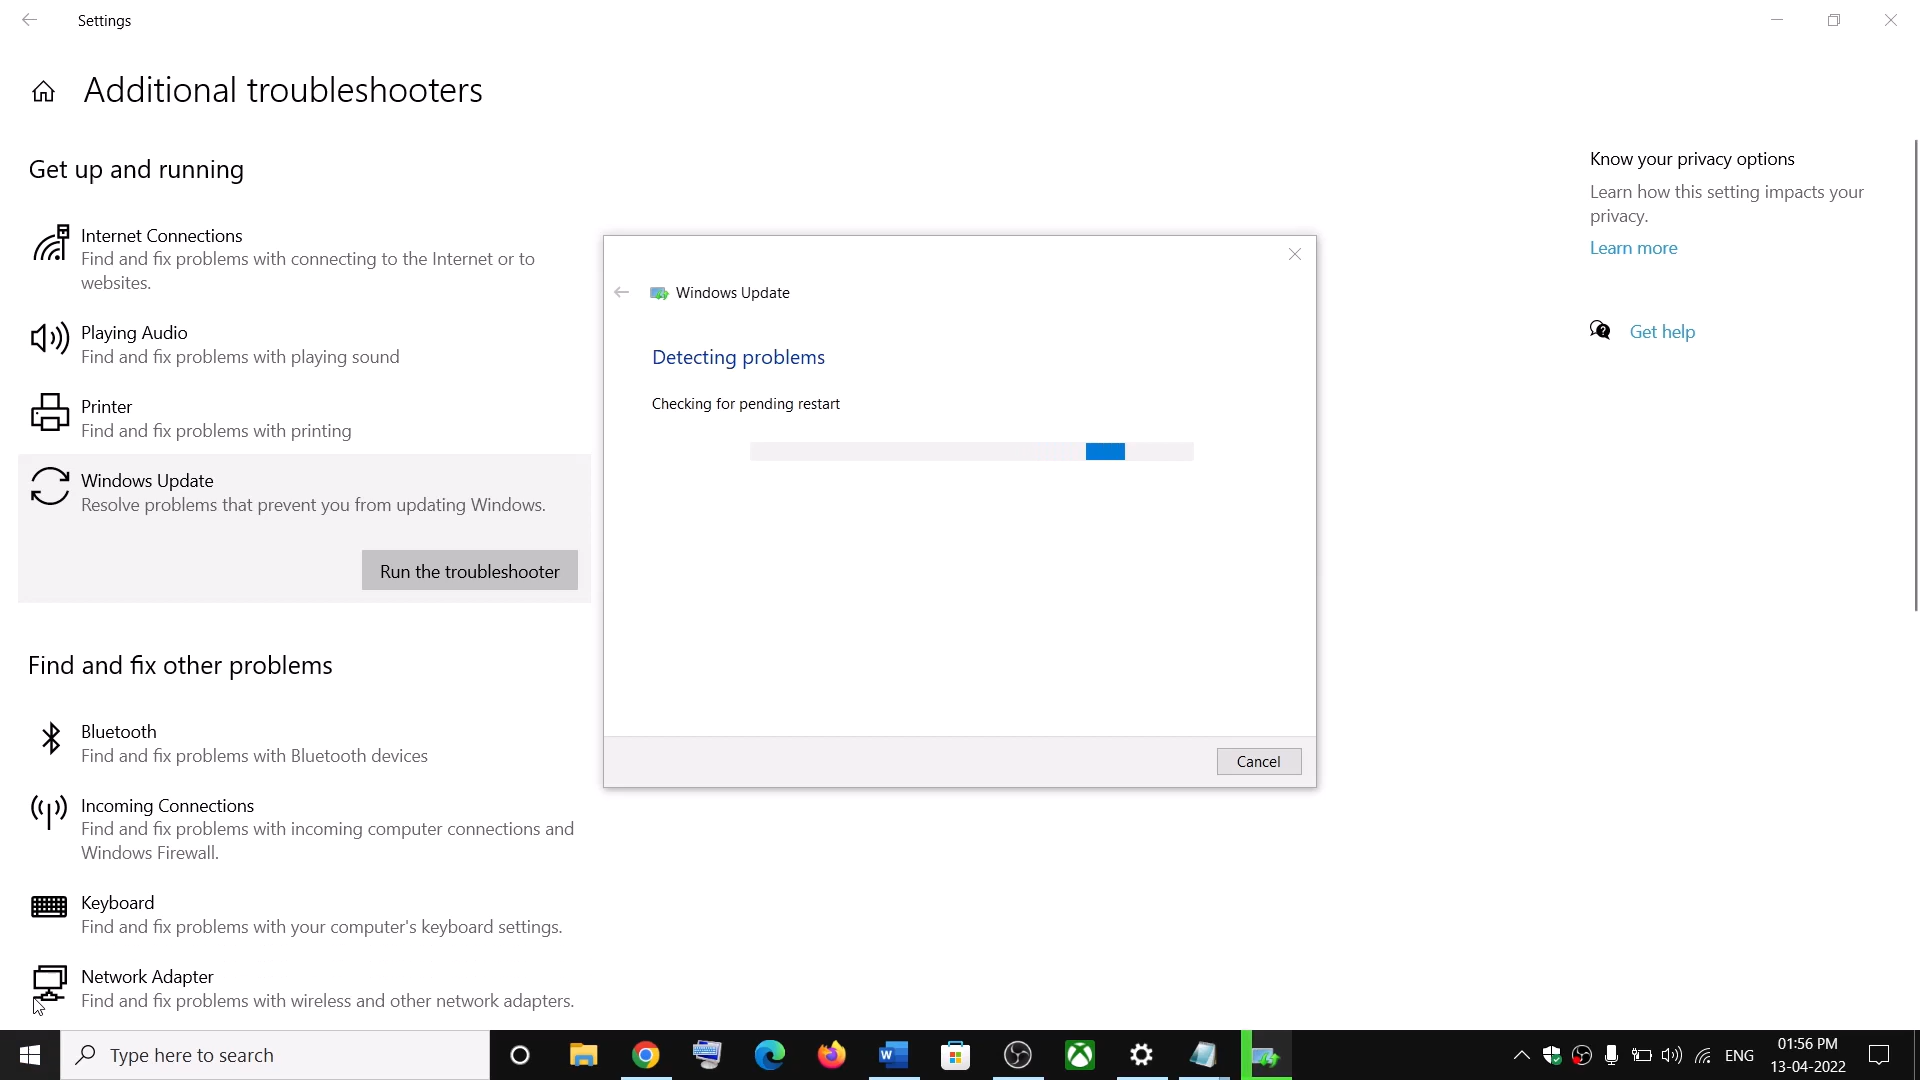 Settings
Additional troubleshooters
Get up and running
Internet Connections
Find and fix problems with connecting to the Internet or to
websites.
Playing Audio
Find and fix problems with playing sound
Printer
Find and fix problems with printing
Windows Update
Resolve problems that prevent you from updating Windows.
Run the troubleshooter
Find and fix other problems
Bluetooth
Find and fix problems with Bluetooth devices
Incoming Connections
Find and fix problems with incoming computer connections and
Windows Firewall.
Keyboard
Find and fix problems with your computer's keyboard settings.
Network Adapter
Find and fix problems with wireless and other network adapters.
Windows Update
Detecting problems
Checking for pending restart
Cancel
Know your privacy options
Learn how this setting impacts your
privacy.
Learn more
Get help
Type here to search
ENG
01:56 PM
13-04-2022